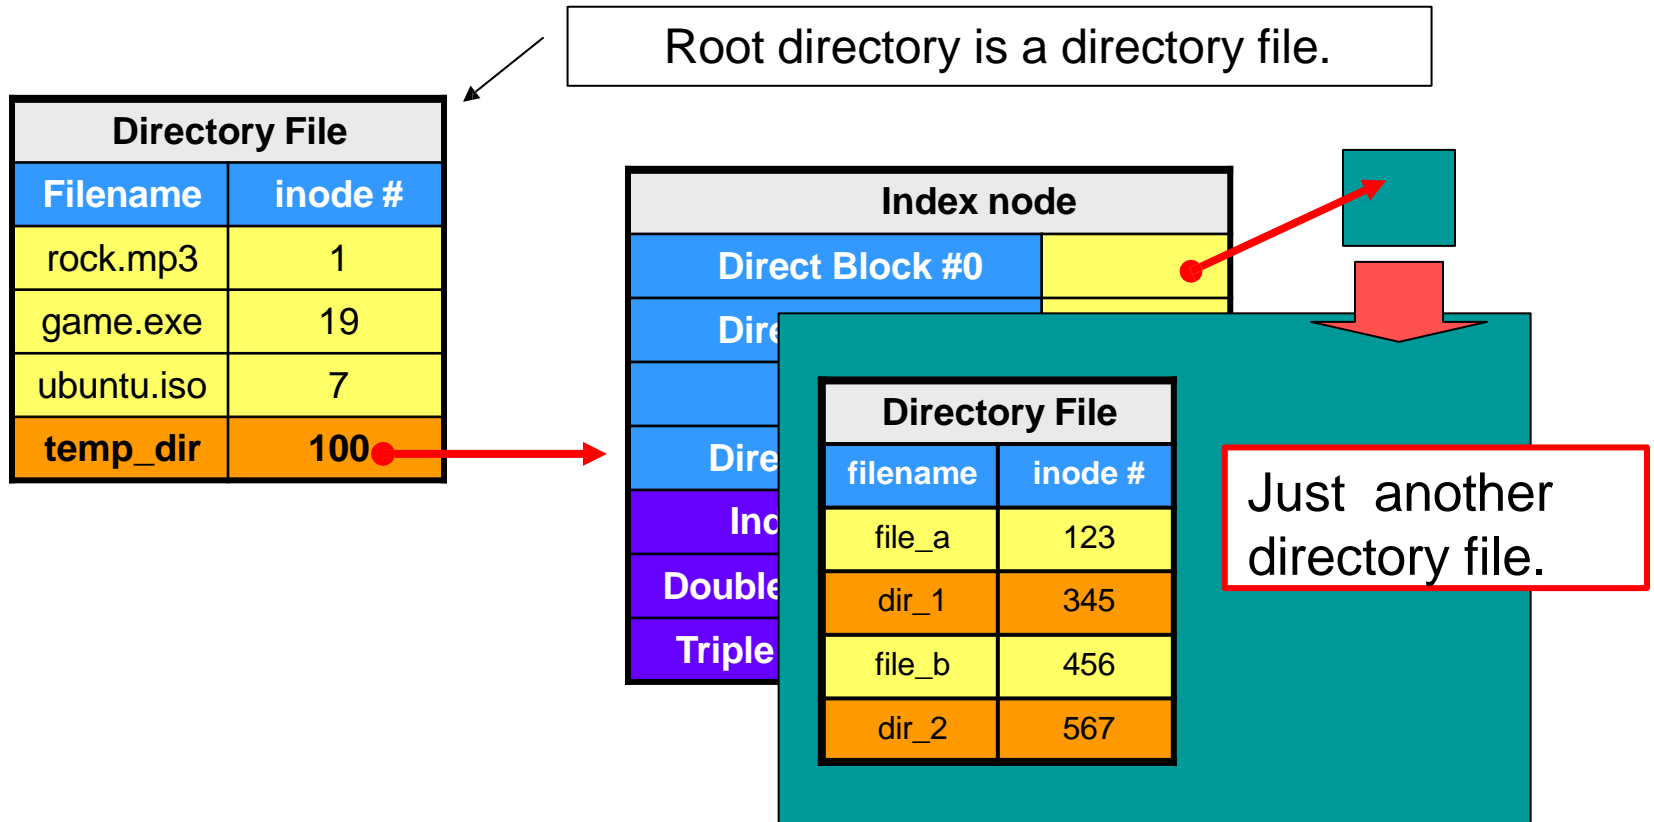 Root directory is a directory file.
Directory File
Filename inode #
rock.mp3 1
game.exe 19
ubuntu.iso 7
temp_dir 100
Index node
Direct Block #0
Dire
Dire
Ind
Double
Triple
Directory File
filename inode #
file_a 123
dir_1 345
file_b 456
dir_2 567
Just another
directory file.